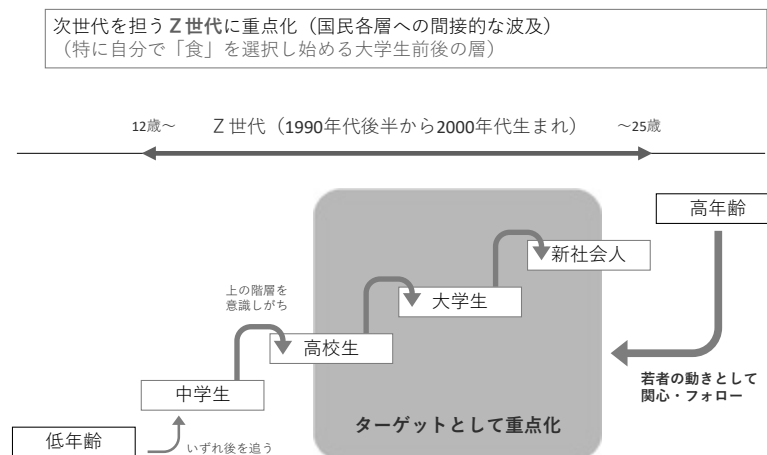 次世代を担うＺ世代に重点化（国民各層への間接的な波及）
（特に自分で「食」を選択し始める大学生前後の層）
12歳～
Ｚ世代（1990年代後半から2000年代生まれ）
～25歳
高年齢
新社会人
上の階層を
意識しがち
大学生
高校生
若者の動きとして
関心・フォロー
中学生
ターゲットとして重点化
低年齢
いずれ後を追う